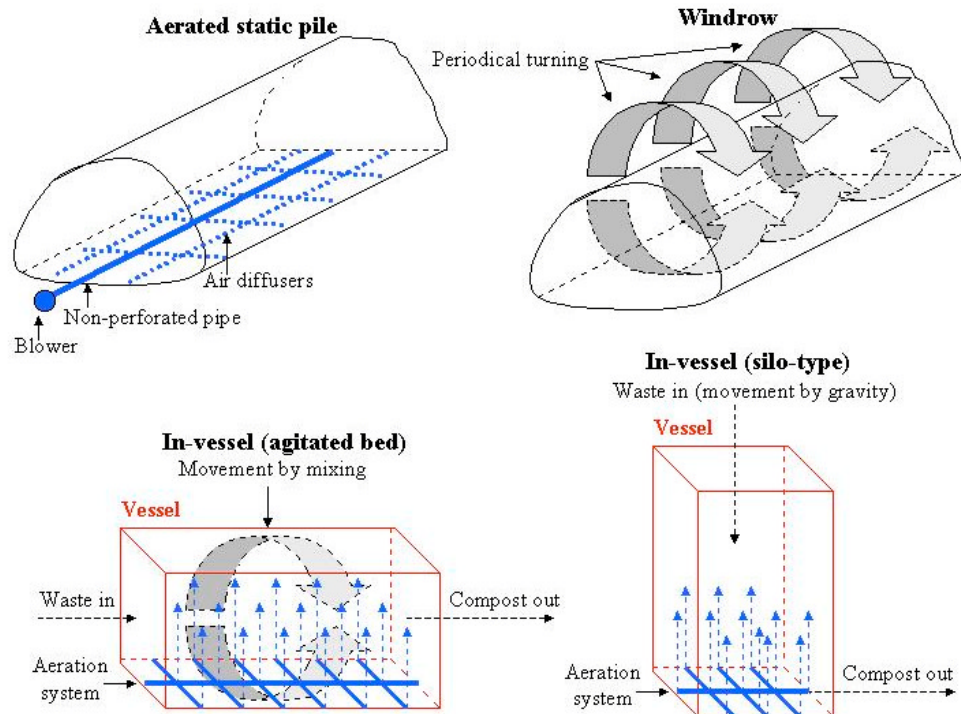 Aerated static pile
Air diffusers
Non-perforated pipe
Blower
Windrow
Periodical turning
In-vessel (agitated bed)
Movement by mixing
Vessel
Waste in
Compost out
Aeration
system
In-vessel (silo-type)
Waste in (movement by gravity)
Vessel
Aeration
system
Compost out